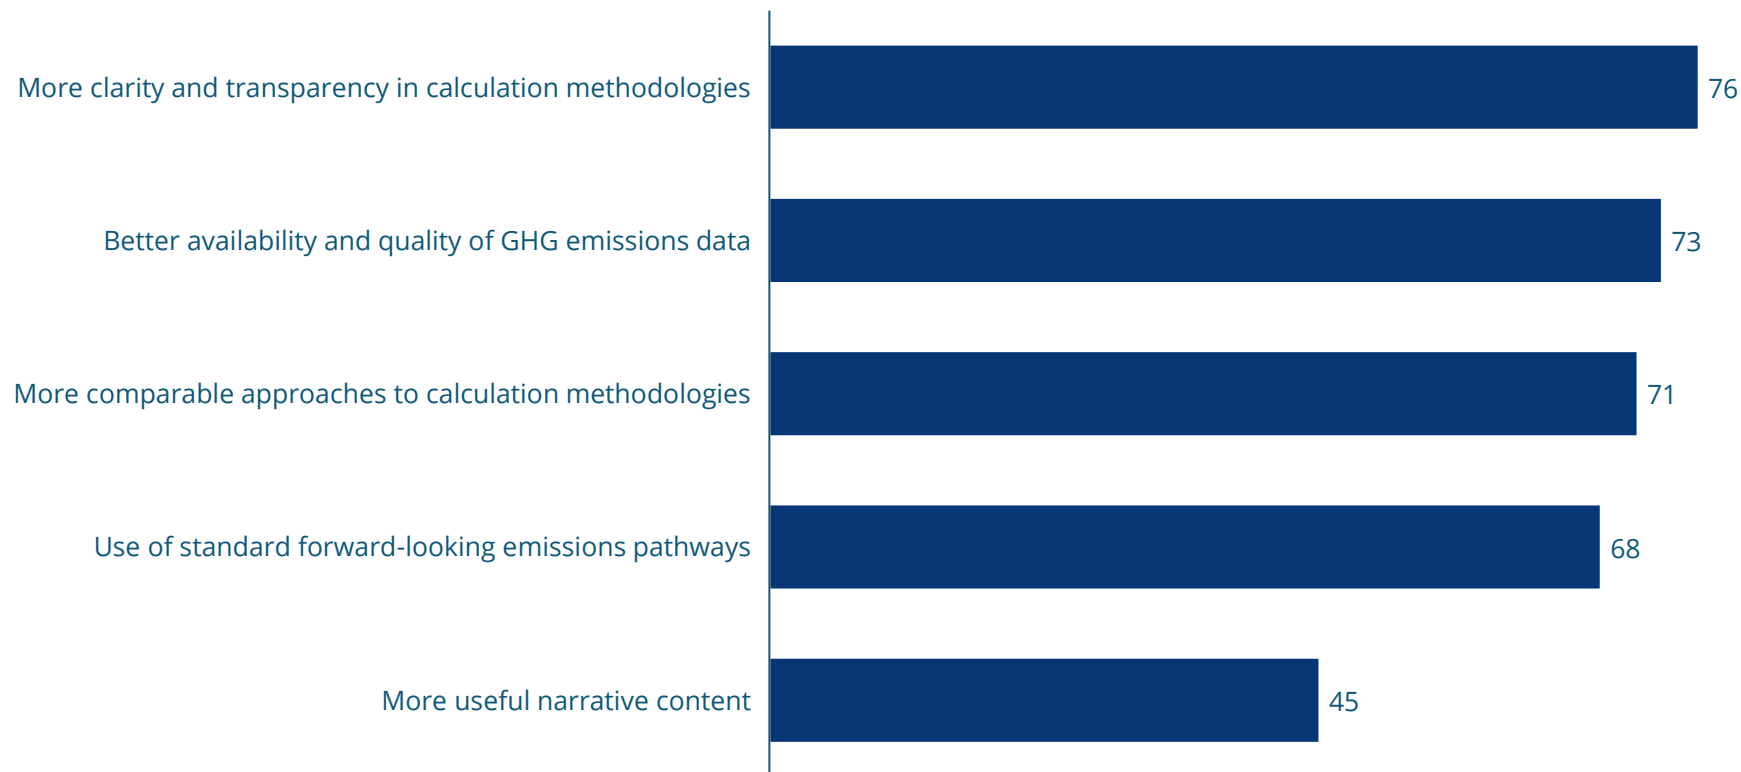 More clarity and transparency in calculation methodologies 76
Better availability and quality of GHG emissions data 73
More comparable approaches to calculation methodologies 71
Use of standard forward-looking emissions pathways 68
More useful narrative content 45